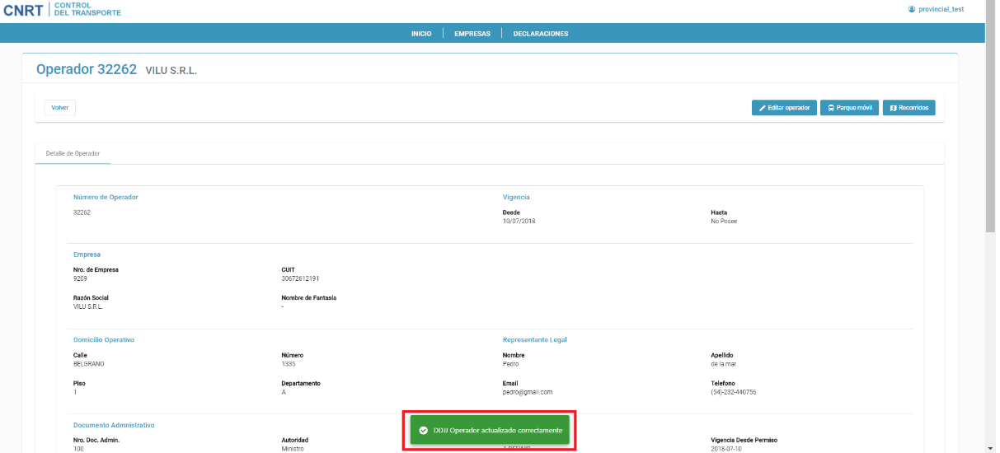 CNRT CONTROL
DEL TRANSPORTE
provincial_test
INICIO EMPRESAS DECLARACIONES
Operador 32262 VILU S.R.L.
Volver Editar operador Parque móvil Recorridos
Detalle de Operador
Número de Operador Vigencia
32262 Desde Hasta
10/07/2018 No Posee
Empresa
Nro. de Empresa CUIT
9209 30672612191
Razón Social Nombre de Fantasía
VILU S.R.L. -
Domicilio Operativo Representante Legal
Calle Número Nombre Apellido
BELGRANO 1335 Pedro de la mar
Piso Departamento Email Telefono
1 A pedro@gmail.com (54)-232-440756
Documento Admnistrativo
DDJJ Operador actualizado correctamente
Nro. Doc. Admin. Autoridad Vigencia Desde Permiso
100 Ministro A DEFINIR 2018-07-10